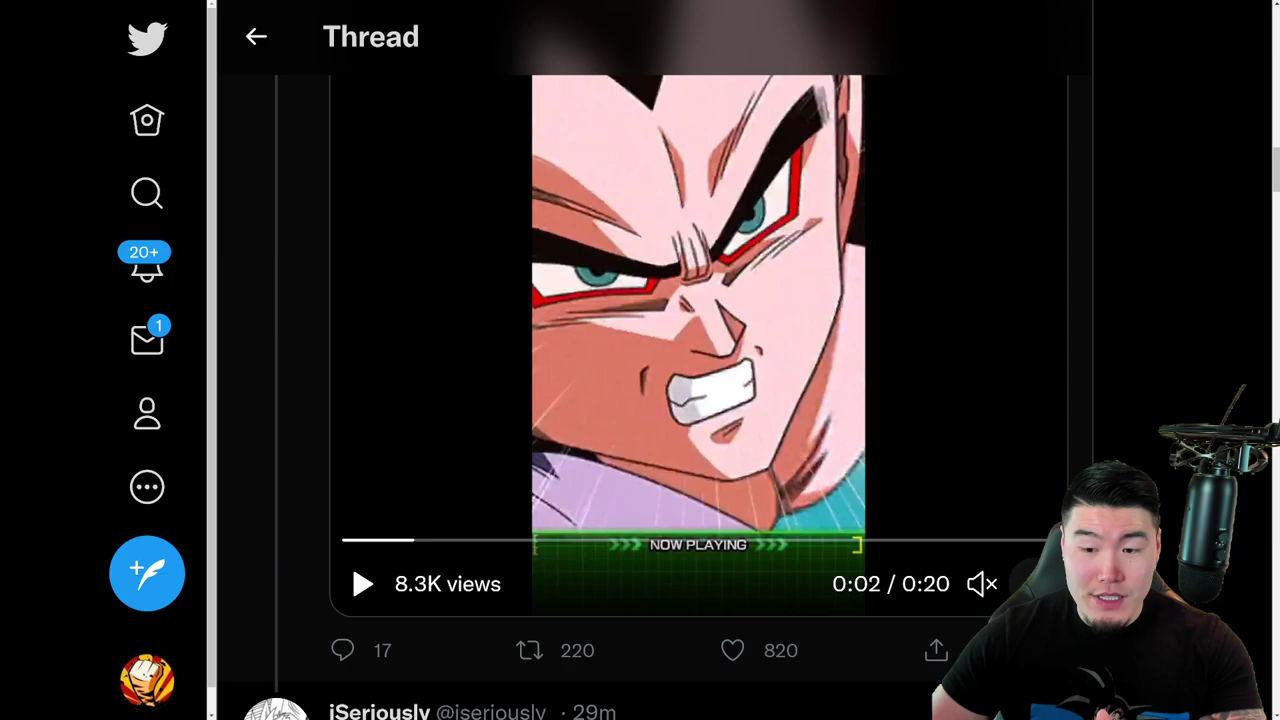 Thread
20+
1
>>> NOW PLAYING >>>
8.3K views
0:02 / 0:20
17
220
820
iSeriously @iseriously · 29m